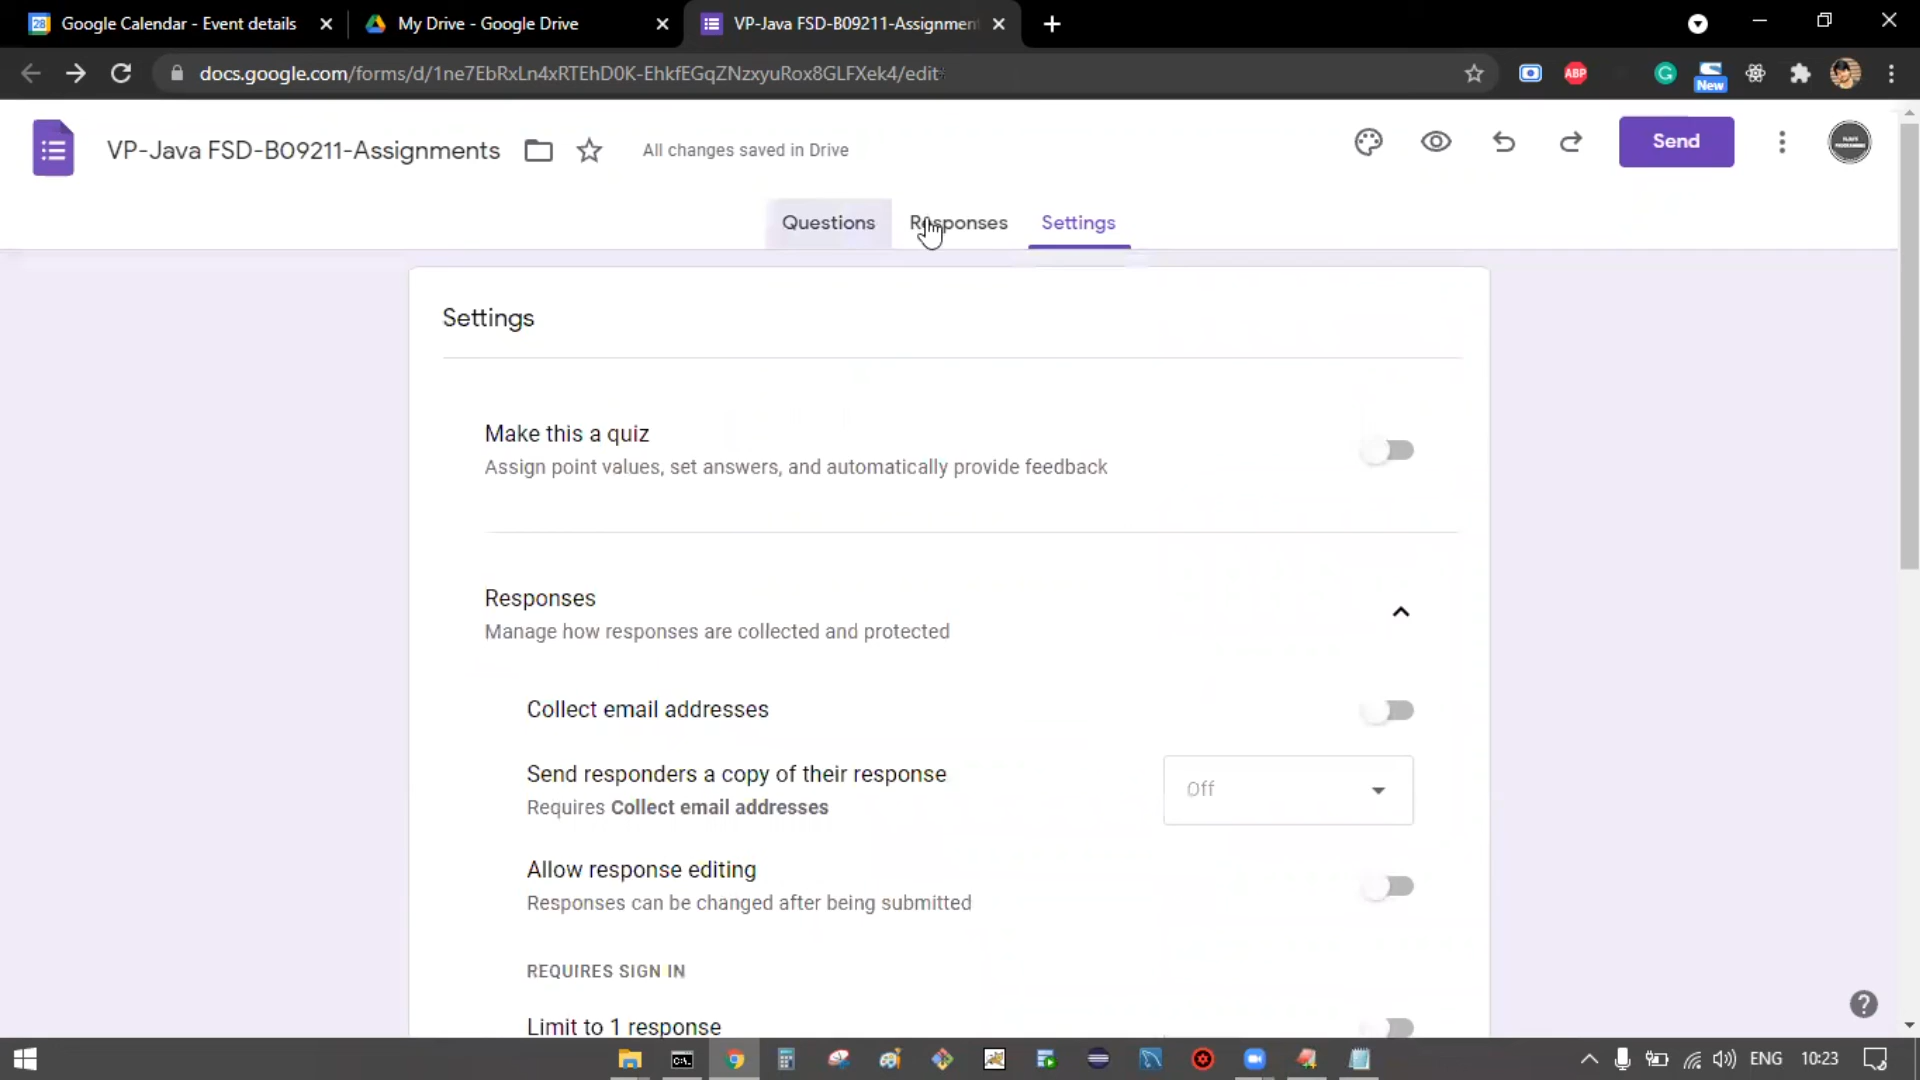 Google Calendar - Event details
My Drive - Google Drive
VP-Java FSD-B09211-Assignmen
docs.google.com/forms/d/1ne7EbRxLn4xRTEhD0K-EhkfEGqZNzxyuRox8GLFXek4/edit
ABP
New
VP-Java FSD-B09211-Assignments
All changes saved in Drive
Send
Questions
Responses
Settings
Settings
Make this a quiz
Assign point values, set answers, and automatically provide feedback
Responses
Manage how responses are collected and protected
Collect email addresses
Send responders a copy of their response
Requires Collect email addresses
Off
Allow response editing
Responses can be changed after being submitted
REQUIRES SIGN IN
Limit to 1 response
ENG
10:23